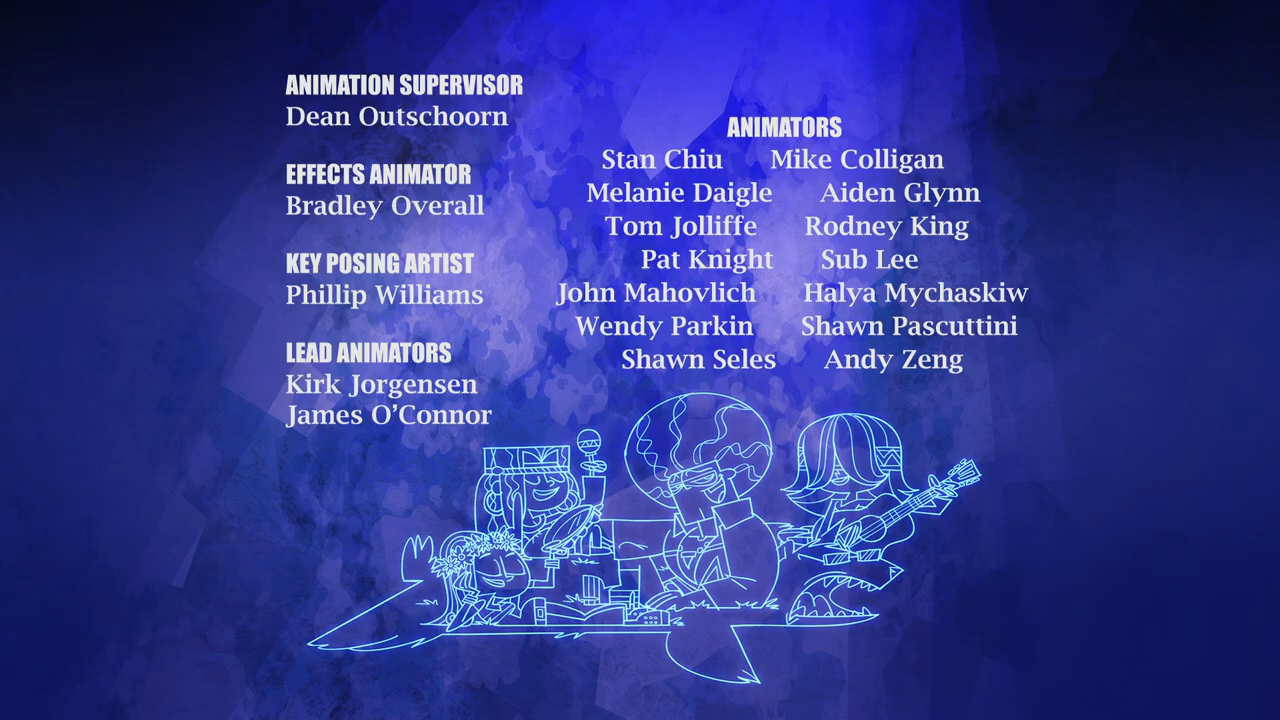 ANIMATION SUPERVISOR
Dean Outschoorn
EFFECTS ANIMATOR
Bradley Overall
KEY POSING ARTIST
Phillip Williams
LEAD ANIMATORS
Kirk Jorgensen
James O’Connor
ANIMATORS
Stan Chiu Mike Colligan
Melanie Daigle Aiden Glynn
Tom Jolliffe Rodney King
Pat Knight Sub Lee
John Mahovlich Halya Mychaskiw
Wendy Parkin Shawn Pascuttini
Shawn Seles Andy Zeng